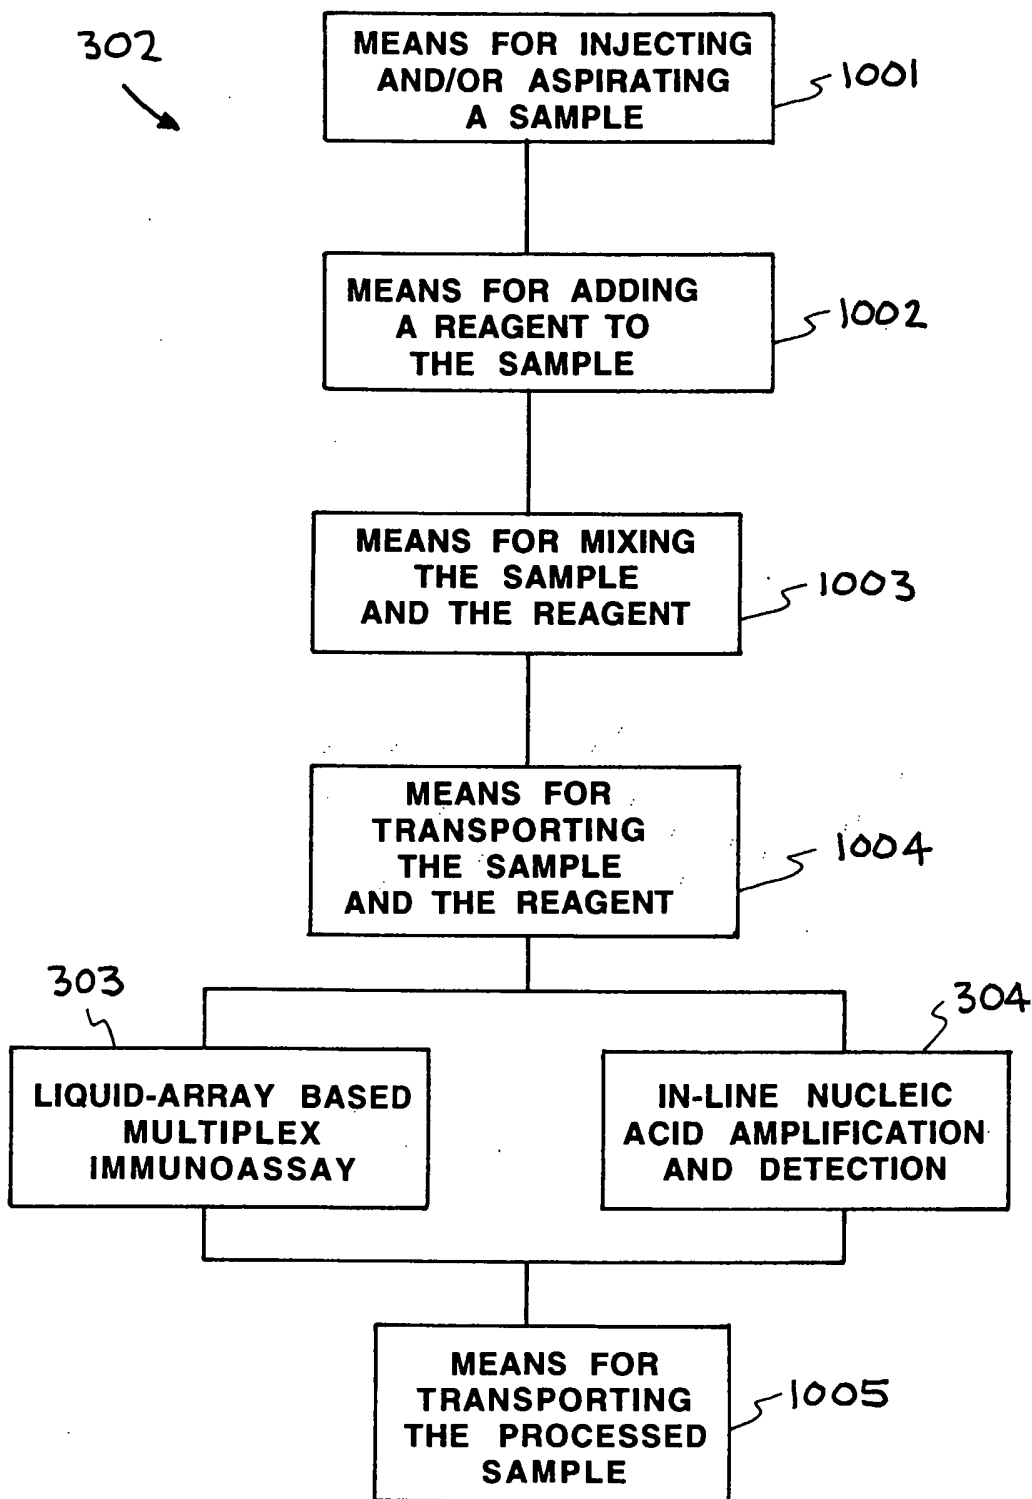 302
MEANS FOR INJECTING
AND/OR ASPIRATING
A SAMPLE
1001
MEANS FOR ADDING
A REAGENT TO
THE SAMPLE
1002
MEANS FOR MIXING
THE SAMPLE
AND THE REAGENT
1003
MEANS FOR
TRANSPORTING
THE SAMPLE
AND THE REAGENT
1004
303
LIQUID-ARRAY BASED
MULTIPLEX
IMMUNOASSAY
304
IN-LINE NUCLEIC
ACID AMPLIFICATION
AND DETECTION
MEANS FOR
TRANSPORTING
THE PROCESSED
SAMPLE
1005